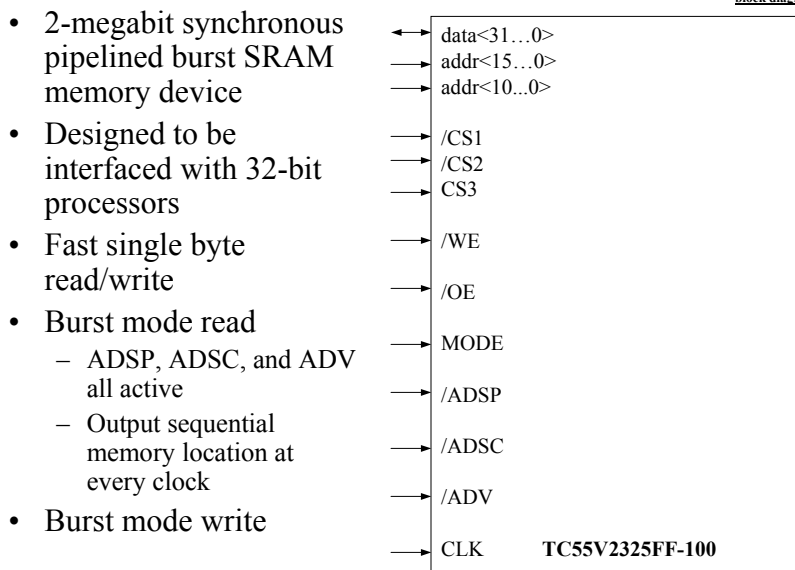 block diagram
• 2-megabit synchronous
pipelined burst SRAM
memory device
• Designed to be
interfaced with 32-bit
processors
• Fast single byte
read/write
• Burst mode read
– ADSP, ADSC, and ADV
all active
– Output sequential
memory location at
every clock
• Burst mode write
data<31…0>
addr<15…0>
addr<10...0>
/CS1
/CS2
CS3
/WE
/OE
MODE
/ADSP
/ADSC
/ADV
CLK TC55V2325FF-100